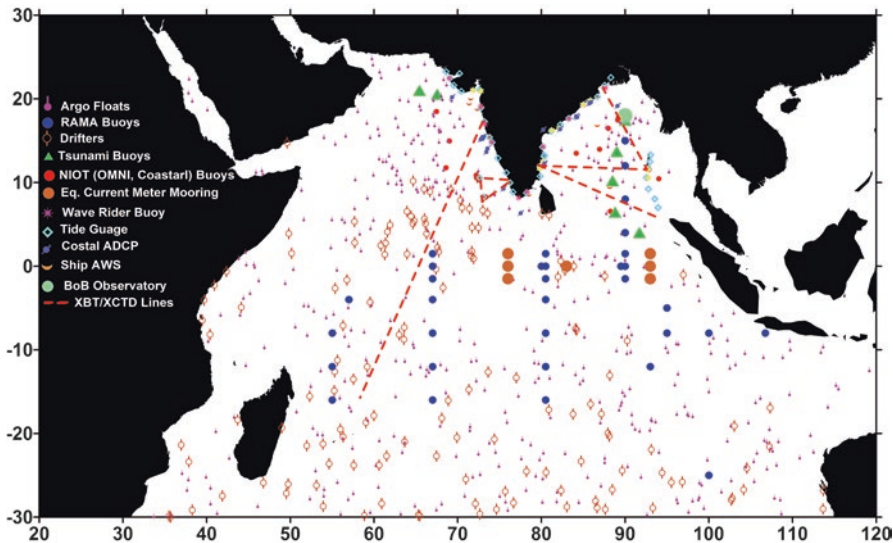 30
20
10
0
-10
-20
-30
Argo Floats
RAMA Buoys
Drifters
Tsunami Buoys
NIOT (OMNI, Coastarl) Buoys
Eq. Current Meter Mooring
Wave Rider Buoy
Tide Guage
Costal ADCP
Ship AWS
BoB Observatory
XBT/XCTD Lines
20 30 40 50 60 70 80 90 100 110 120